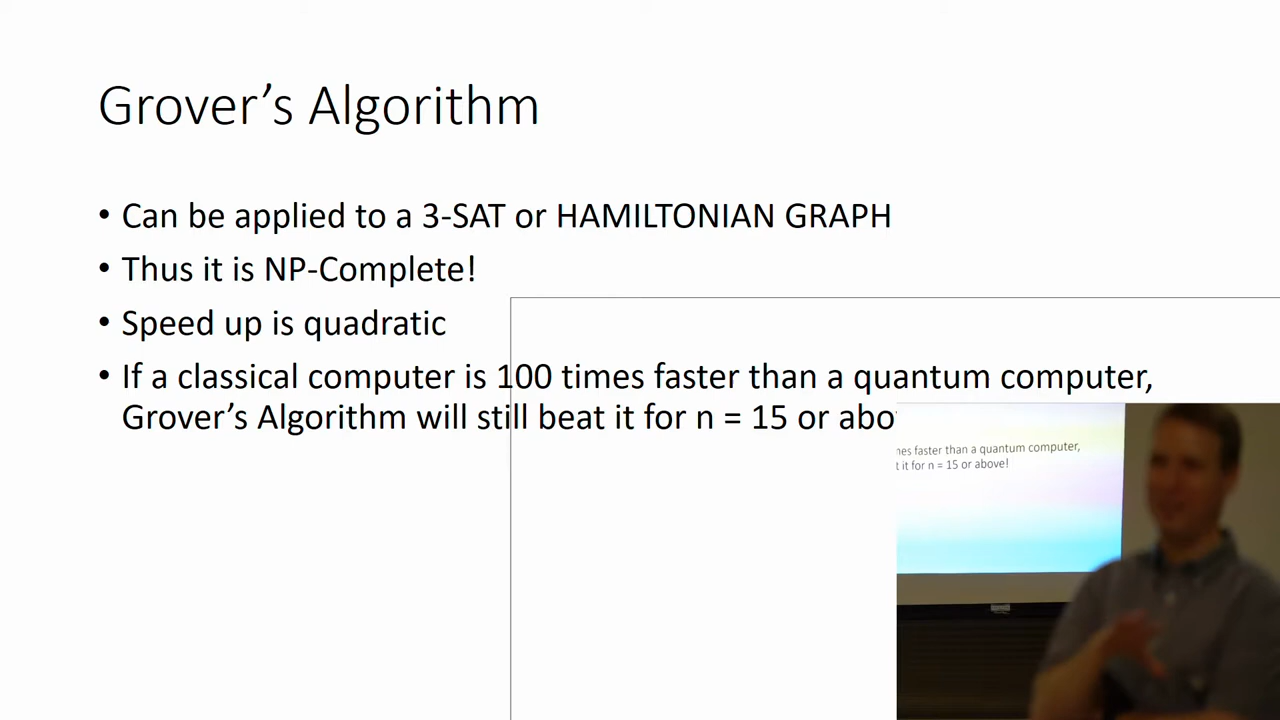 Grover's Algorithm
• Can be applied to a 3-SAT or HAMILTONIAN GRAPH
• Thus it is NP-Complete!
• Speed up is quadratic
• If a classical computer is 100 times faster than a quantum computer,
Grover's Algorithm will still beat it for n = 15 or abo
mes faster than a quantum computer,
t it for n = 15 or above!